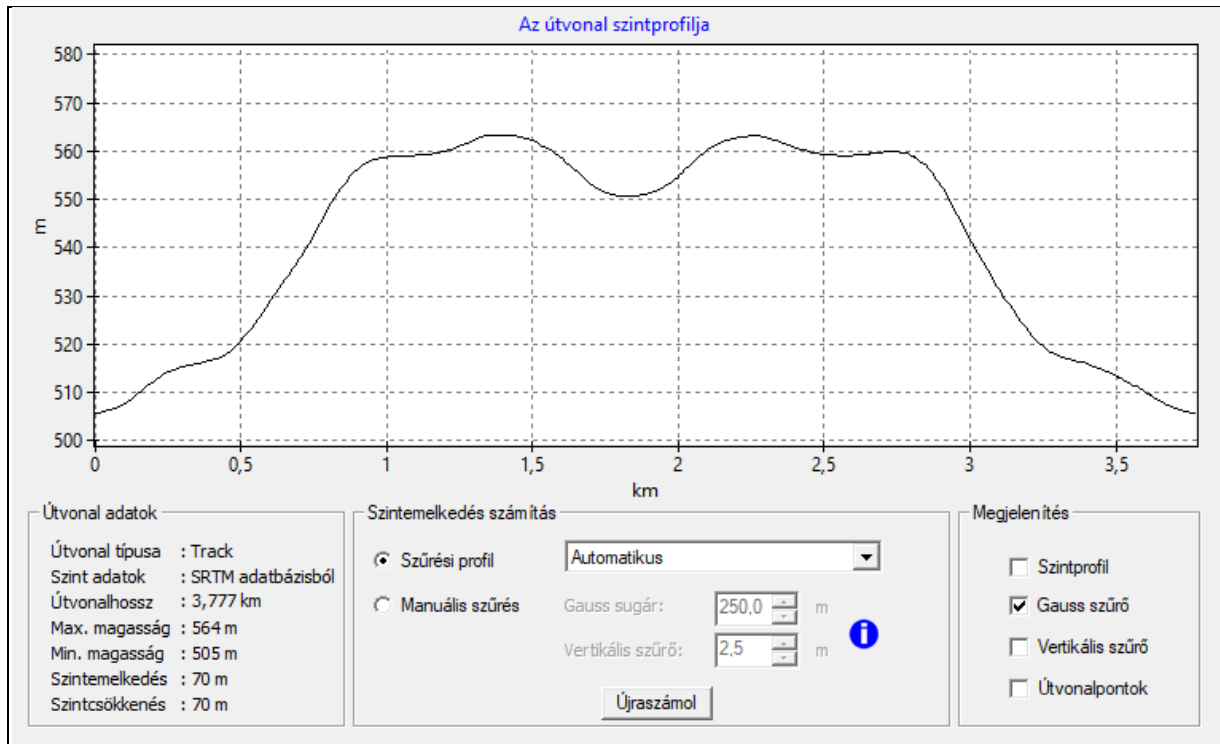 Az útvonal szintprofilja
580
570
560
550
540
530
520
510
500
m
0 0,5 1 1,5 2 2,5 3 3,5
km
Útvonal adatok
Útvonal típusa : Track
Szint adatok : SRTM adatbázisból
Útvonalhossz : 3,777 km
Max. magasság : 564 m
Min. magasság : 505 m
Szintemelkedés : 70 m
Szintcsökkenés : 70 m
Szintemelkedés számítás
Szűrési profil Automatikus
Manuális szűrés Gauss sugár: 250,0 m
Vertikális szűrő: 2,5 m
i
Újraszámol
Megjelenítés
Szintprofil
Gauss szűrő
Vertikális szűrő
Útvonalpontok